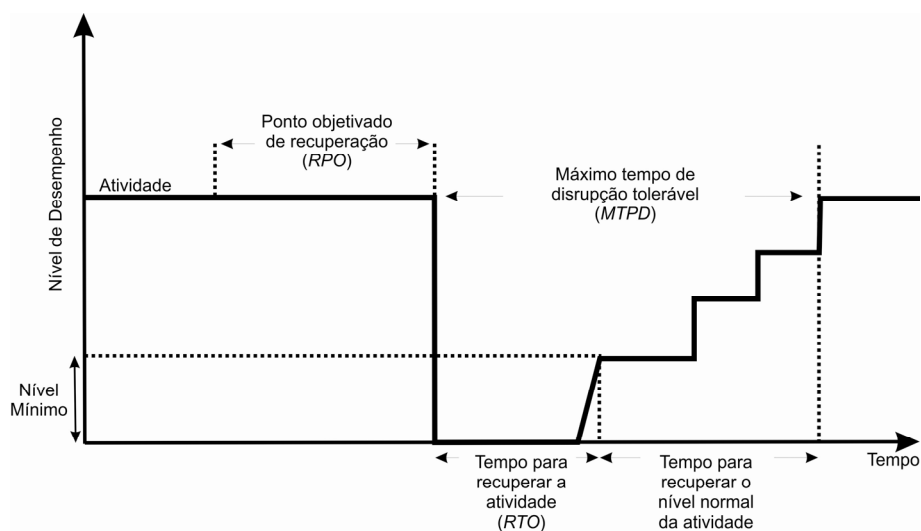 Nível de Desempenho
Ponto objetivado
de recuperação
(RPO)
Atividade
Máximo tempo de
disrupção tolerável
(MTPD)
Nível
Mínimo
Tempo
Tempo para
recuperar a
atividade
(RTO)
Tempo para
recuperar o
nível normal
da atividade